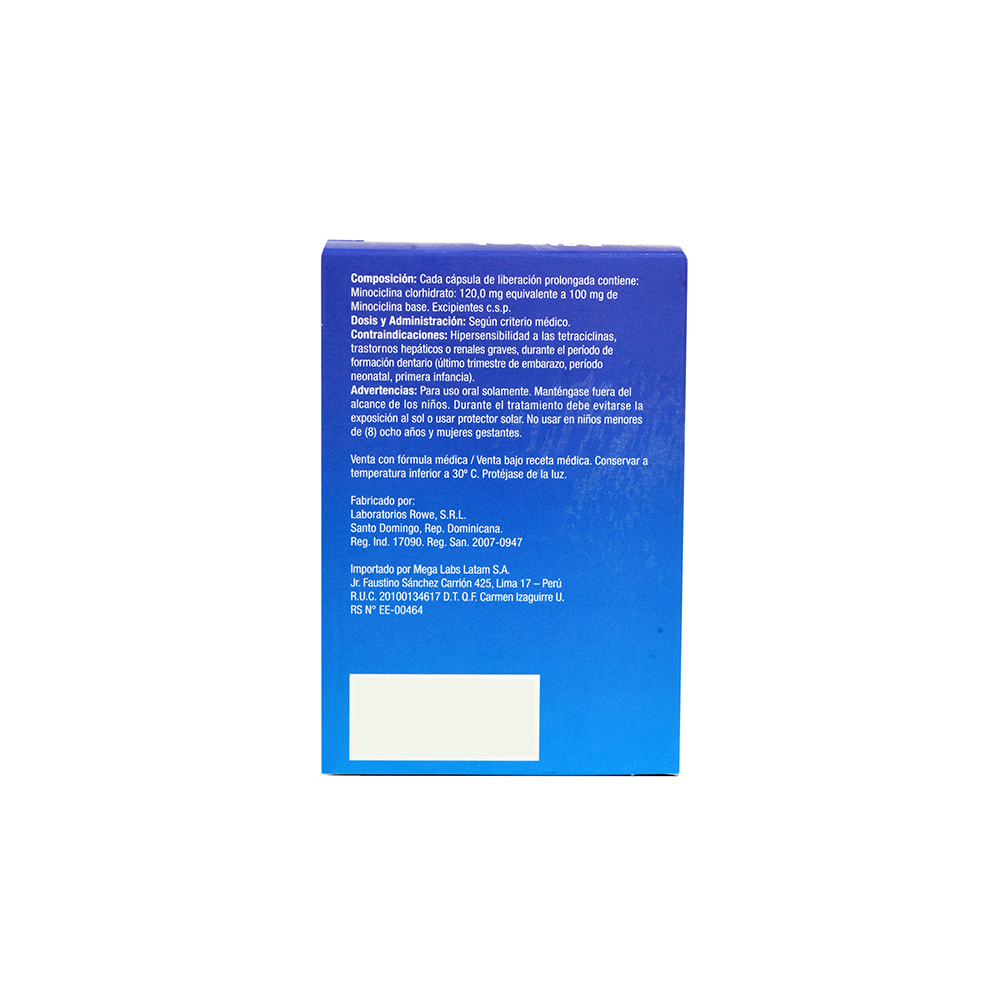 Composición: Cada cápsula de liberación prolongada contiene:
Minociclina clorhidrato: 120,0 mg equivalente a 100 mg de
Minociclina base. Excipientes c.s.p.
Dosis y Administración: Según criterio médico.
Contraindicaciones: Hipersensibilidad a las tetraciclinas,
trastornos hepáticos o renales graves, durante el período de
formación dentario (último trimestre de embarazo, período
neonatal, primera infancia).
Advertencias: Para uso oral solamente. Manténgase fuera del
alcance de los niños. Durante el tratamiento debe evitarse la
exposición al sol o usar protector solar. No usar en niños menores
de (8) ocho años y mujeres gestantes.
Venta con fórmula médica / Venta bajo receta médica. Conservar a
temperatura inferior a 30º C. Protéjase de la luz.
Fabricado por:
Laboratorios Rowe, S.R.L.
Santo Domingo, Rep. Dominicana.
Reg. Ind. 17090. Reg. San. 2007-0947
Importado por Mega Labs Latam S.A.
Jr. Faustino Sánchez Carrión 425, Lima 17 – Perú
R.U.C. 20100134617 D.T. Q.F. Carmen Izaguirre U.
RS N° EE-00464